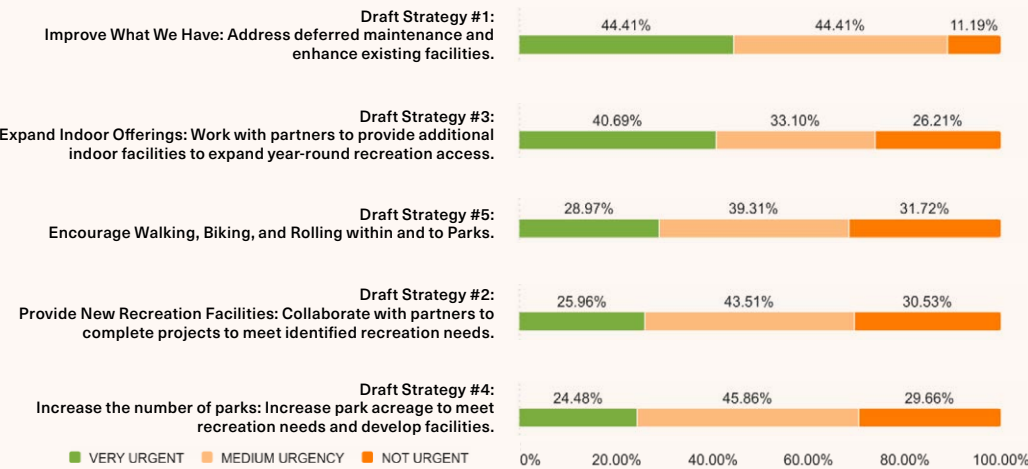 Draft Strategy #1:
Improve What We Have: Address deferred maintenance and
enhance existing facilities.
44.41% 44.41% 11.19%
Draft Strategy #3:
Expand Indoor Offerings: Work with partners to provide additional
indoor facilities to expand year-round recreation access.
40.69% 33.10% 26.21%
Draft Strategy #5:
Encourage Walking, Biking, and Rolling within and to Parks.
28.97% 39.31% 31.72%
Draft Strategy #2:
Provide New Recreation Facilities: Collaborate with partners to
complete projects to meet identified recreation needs.
25.96% 43.51% 30.53%
Draft Strategy #4:
Increase the number of parks: Increase park acreage to meet
recreation needs and develop facilities.
24.48% 45.86% 29.66%
VERY URGENT MEDIUM URGENCY NOT URGENT
0% 20.00% 40.00% 60.00% 80.00% 100.00%